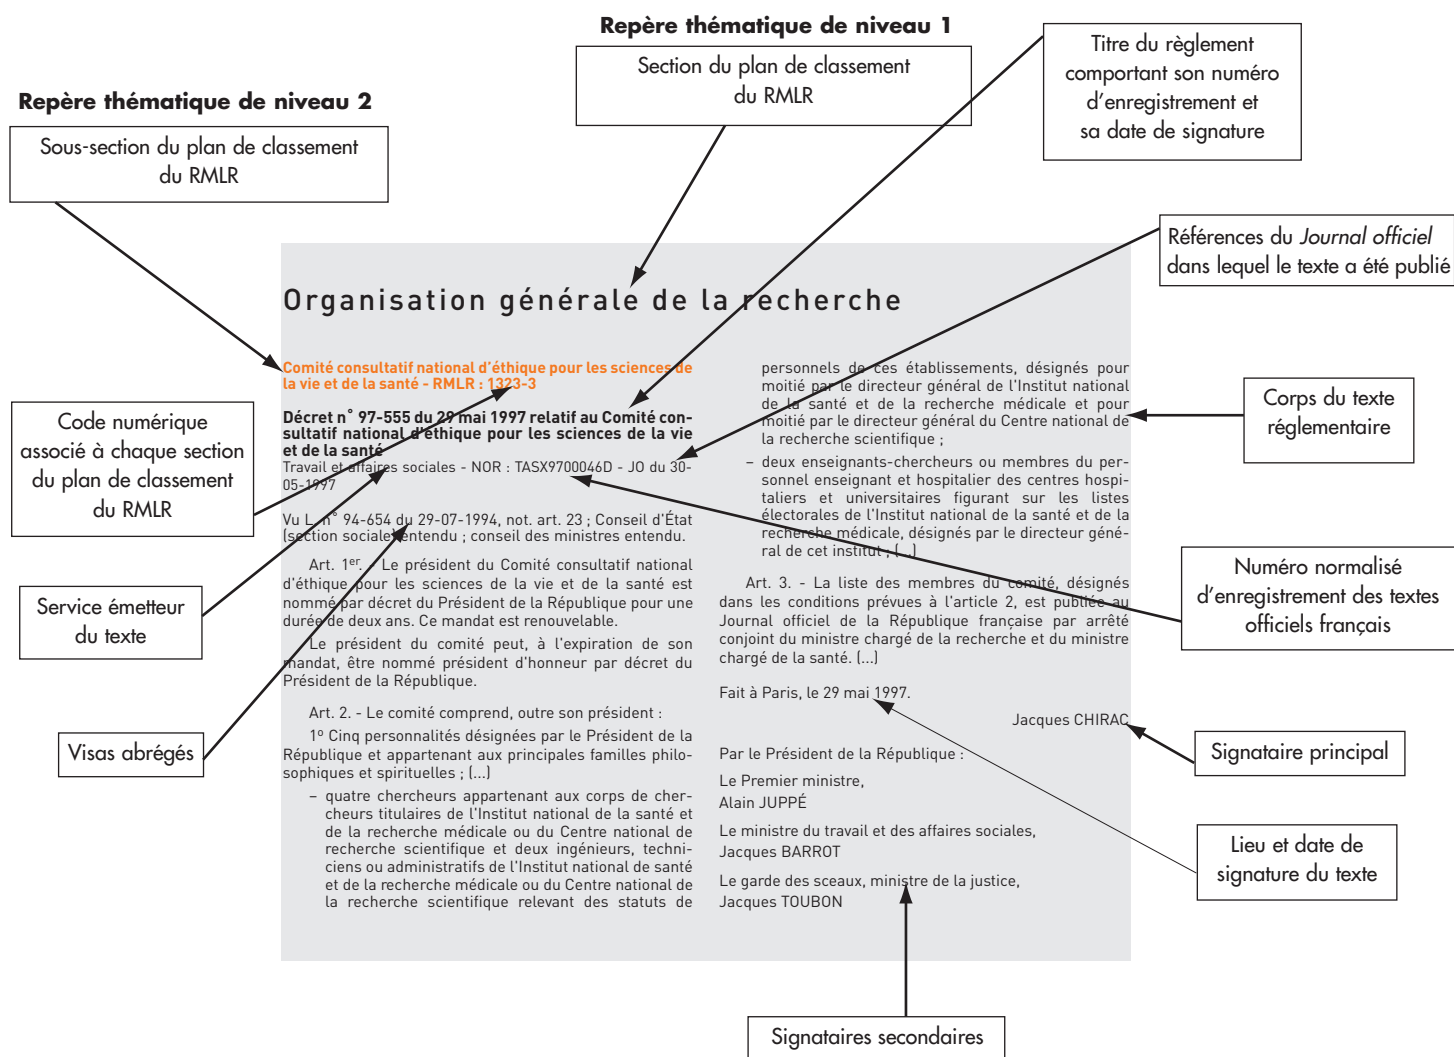 Repère thématique de niveau 1
Section du plan de classement
du RMLR
Titre du règlement
comportant son numéro
d'enregistrement et
sa date de signature
Repère thématique de niveau 2
Sous-section du plan de classement
du RMLR
Références du Journal officiel
dans lequel le texte a été publié
Organisation générale de la recherche
Comité consultatif national d'éthique pour les sciences de
la vie et de la santé - RMLR : 1323-3
Décret n° 97-555 du 29 mai 1997 relatif au Comité con-
sultatif national d'éthique pour les sciences de la vie
et de la santé
Travail et affaires sociales - NOR : TASX9700046D - JO du 30-
05-1997
Vu L. n° 94-654 du 29-07-1994, not. art. 23 ; Conseil d'État
(section sociale) entendu ; conseil des ministres entendu.
Art. 1er. - Le président du Comité consultatif national
d'éthique pour les sciences de la vie et de la santé est
nommé par décret du Président de la République pour une
durée de deux ans. Ce mandat est renouvelable.
Le président du comité peut, à l'expiration de son
mandat, être nommé président d'honneur par décret du
Président de la République.
Art. 2. - Le comité comprend, outre son président :
1º Cinq personnalités désignées par le Président de la
République et appartenant aux principales familles philo-
sophiques et spirituelles ; (...)
– quatre chercheurs appartenant aux corps de cher-
cheurs titulaires de l'Institut national de la santé et
de la recherche médicale ou du Centre national de
recherche scientifique et deux ingénieurs, techni-
ciens ou administratifs de l'Institut national de santé
et de la recherche médicale ou du Centre national de
la recherche scientifique relevant des statuts de
personnels de ces établissements, désignés pour
moitié par le directeur général de l'Institut national
de la santé et de la recherche médicale et pour
moitié par le directeur général du Centre national de
la recherche scientifique ;
– deux enseignants-chercheurs ou membres du per-
sonnel enseignant et hospitalier des centres hospi-
taliers et universitaires figurant sur les listes
électorales de l'Institut national de la santé et de la
recherche médicale, désignés par le directeur géné-
ral de cet institut ; (...)
Art. 3. - La liste des membres du comité, désignés
dans les conditions prévues à l'article 2, est publiée au
Journal officiel de la République française par arrêté
conjoint du ministre chargé de la recherche et du ministre
chargé de la santé. (...)
Fait à Paris, le 29 mai 1997.
Jacques CHIRAC
Par le Président de la République :
Le Premier ministre,
Alain JUPPÉ
Le ministre du travail et des affaires sociales,
Jacques BARROT
Le garde des sceaux, ministre de la justice,
Jacques TOUBON
Code numérique
associé à chaque section
du plan de classement
du RMLR
Service émetteur
du texte
Visas abrégés
Corps du texte
réglementaire
Numéro normalisé
d'enregistrement des textes
officiels français
Signataire principal
Lieu et date de
signature du texte
Signataires secondaires